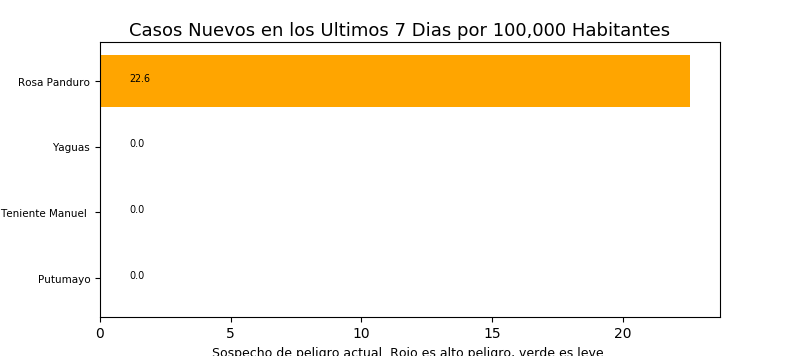 Casos Nuevos en los Ultimos 7 Dias por 100,000 Habitantes
Rosa Panduro 22.6
Yaguas 0.0
Teniente Manuel 0.0
Putumayo 0.0
0 5 10 15 20
Sospecho de peligro actual. Rojo es alto peligro, verde es leve